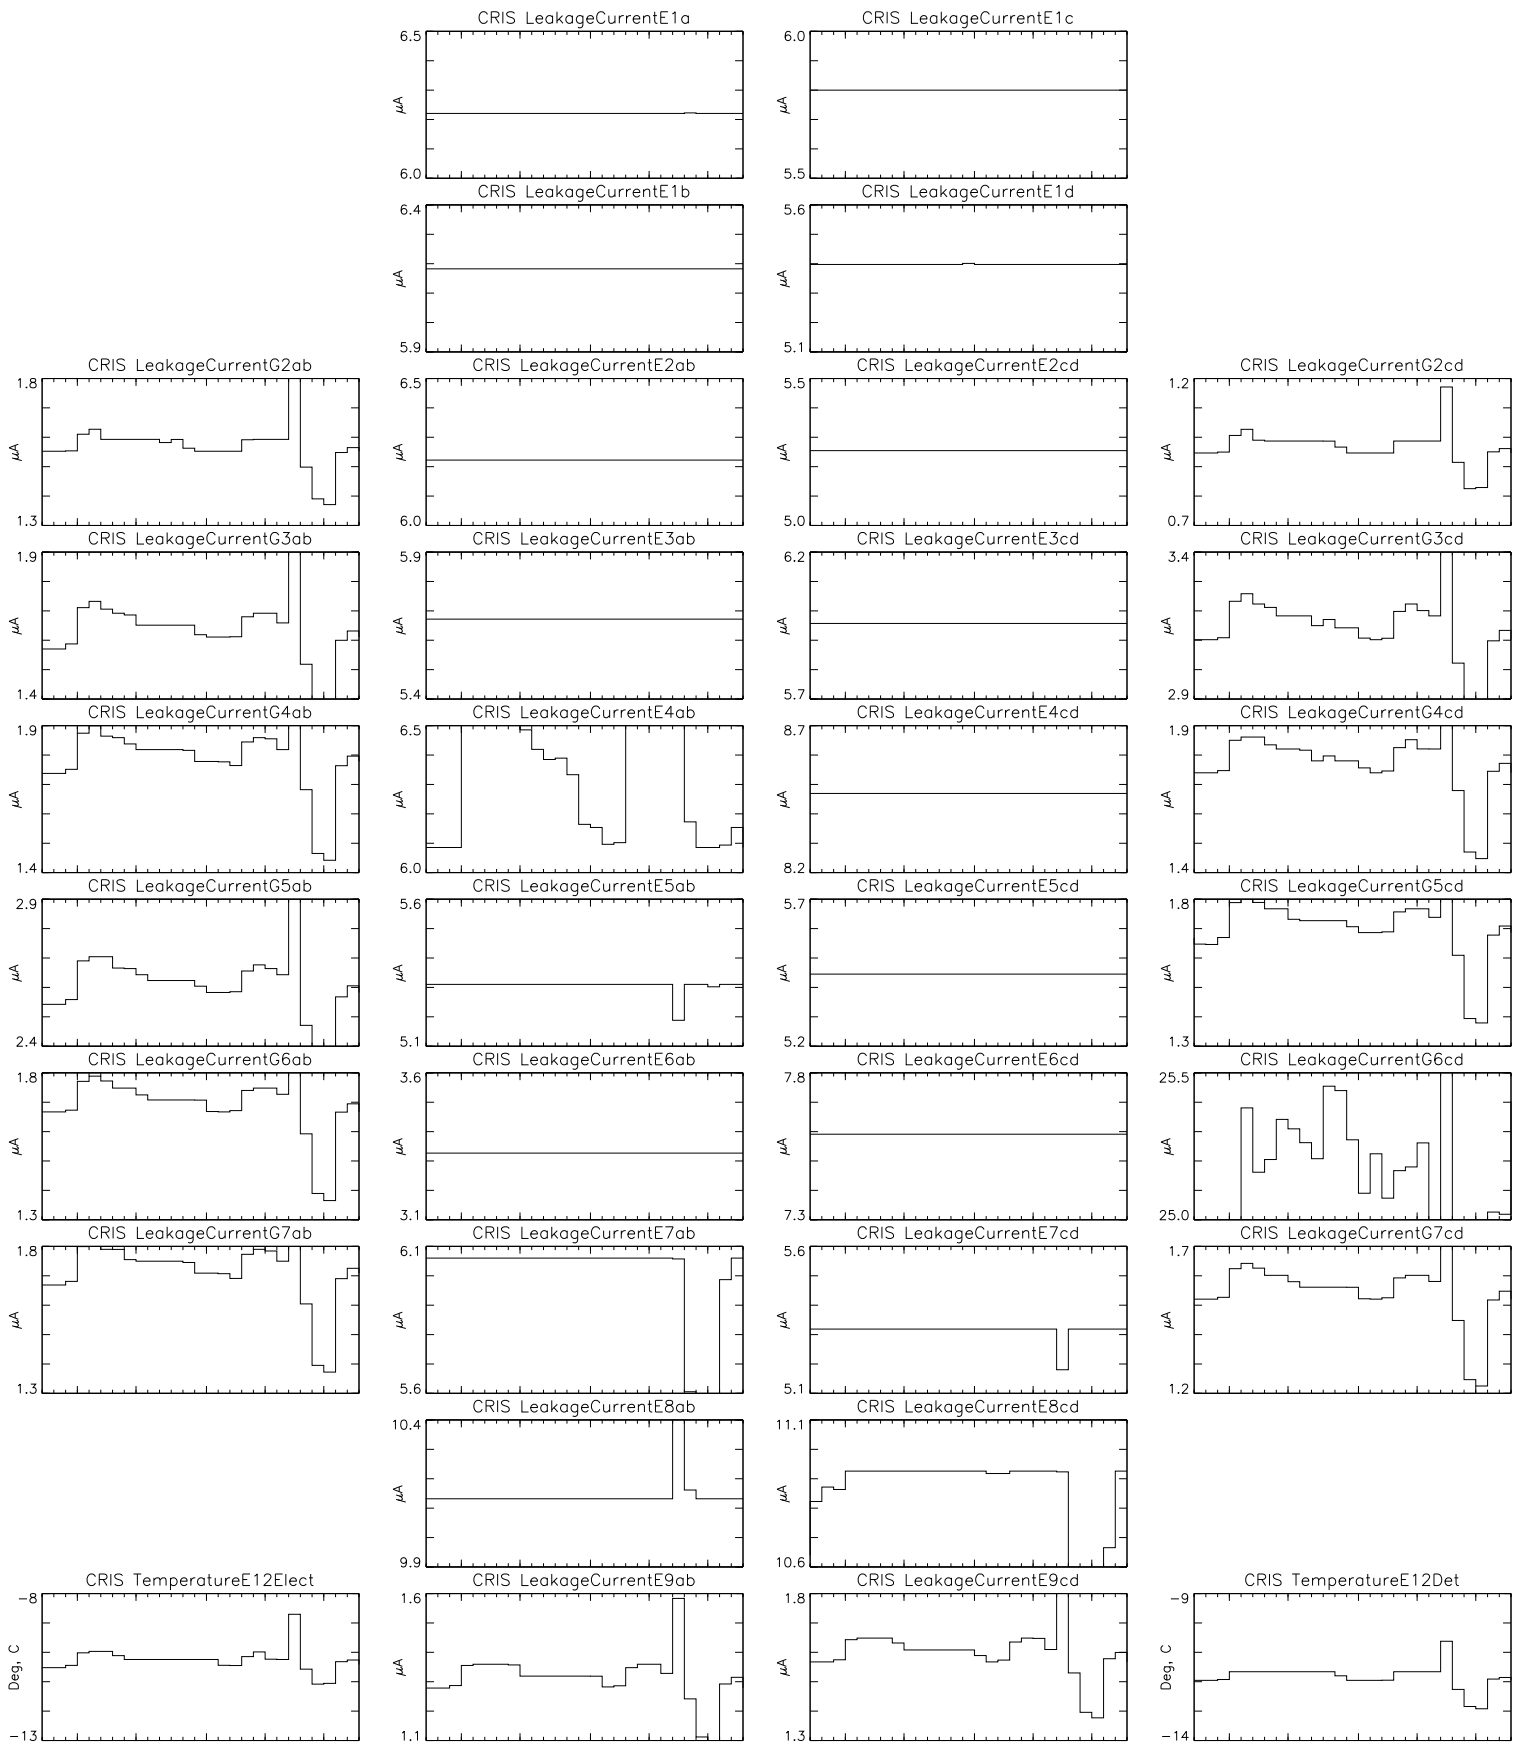 CRIS LeakageCurrentE1a
6.5
μA
6.0
CRIS LeakageCurrentE1c
6.0
μA
5.5
CRIS LeakageCurrentE1b
6.4
μA
5.9
CRIS LeakageCurrentE1d
5.6
μA
5.1
CRIS LeakageCurrentG2ab
1.8
μA
1.3
CRIS LeakageCurrentE2ab
6.5
μA
6.0
CRIS LeakageCurrentE2cd
5.5
μA
5.0
CRIS LeakageCurrentG2cd
1.2
μA
0.7
CRIS LeakageCurrentG3ab
1.9
μA
1.4
CRIS LeakageCurrentE3ab
5.9
μA
5.4
CRIS LeakageCurrentE3cd
6.2
μA
5.7
CRIS LeakageCurrentG3cd
3.4
μA
2.9
CRIS LeakageCurrentG4ab
1.9
μA
1.4
CRIS LeakageCurrentE4ab
6.5
μA
6.0
CRIS LeakageCurrentE4cd
8.7
μA
8.2
CRIS LeakageCurrentG4cd
1.9
μA
1.4
CRIS LeakageCurrentG5ab
2.9
μA
2.4
CRIS LeakageCurrentE5ab
5.6
μA
5.1
CRIS LeakageCurrentE5cd
5.7
μA
5.2
CRIS LeakageCurrentG5cd
1.8
μA
1.3
CRIS LeakageCurrentG6ab
1.8
μA
1.3
CRIS LeakageCurrentE6ab
3.6
μA
3.1
CRIS LeakageCurrentE6cd
7.8
μA
7.3
CRIS LeakageCurrentG6cd
25.5
μA
25.0
CRIS LeakageCurrentG7ab
1.8
μA
1.3
CRIS LeakageCurrentE7ab
6.1
μA
5.6
CRIS LeakageCurrentE7cd
5.6
μA
5.1
CRIS LeakageCurrentG7cd
1.7
μA
1.2
CRIS LeakageCurrentE8ab
10.4
μA
9.9
CRIS LeakageCurrentE8cd
11.1
μA
10.6
CRIS TemperatureE12Elect
-8
Deg, C
-13
CRIS LeakageCurrentE9ab
1.6
μA
1.1
CRIS LeakageCurrentE9cd
1.8
μA
1.3
CRIS TemperatureE12Det
-9
Deg, C
-14